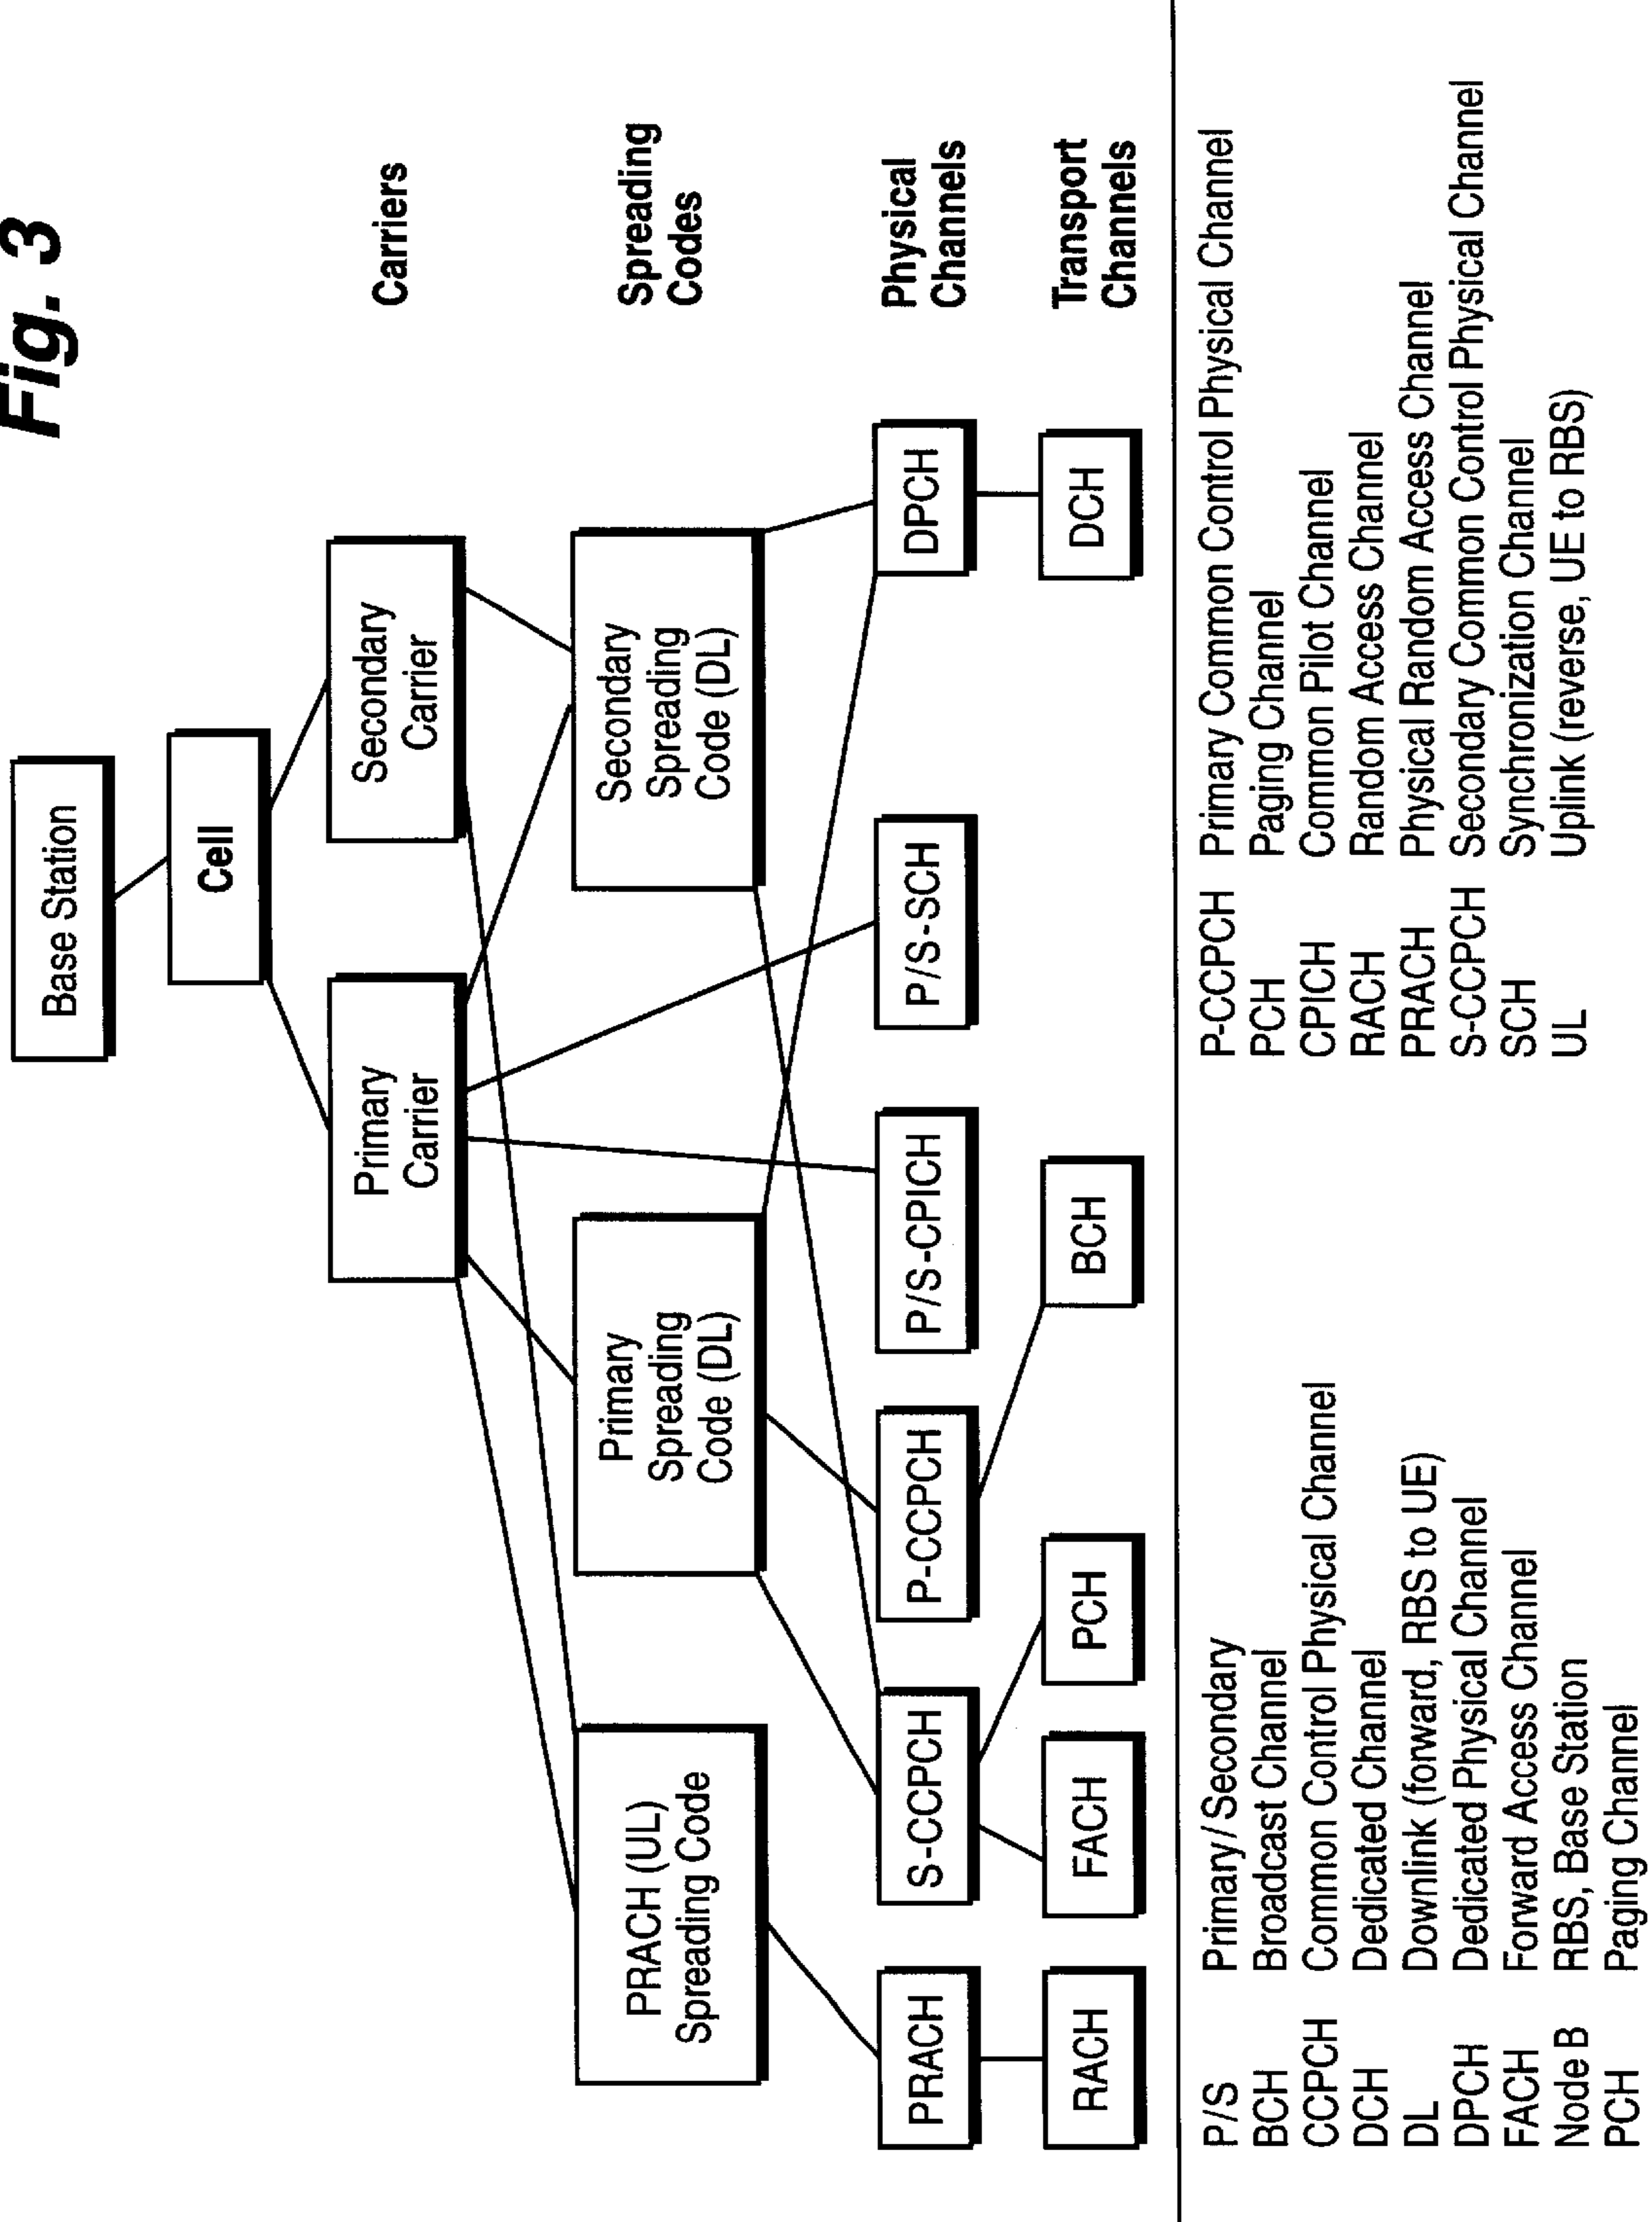 Fig. 3
Base Station
Cell
Primary
Carrier
Secondary
Carrier
Carriers
PRACH (UL)
Spreading Code
Primary
Spreading
Code (DL)
Secondary
Spreading
Code (DL)
Spreading
Codes
PRACH
S-CCPCH
P-CCPCH
P/S-CPICH
P/S-SCH
DPCH
Physical
Channels
RACH
FACH
PCH
BCH
DCH
Transport
Channels
P/S Primary/Secondary
BCH Broadcast Channel
CCPCH Common Control Physical Channel
DCH Dedicated Channel
DL Downlink (forward, RBS to UE)
DPCH Dedicated Physical Channel
FACH Forward Access Channel
Node B RBS, Base Station
PCH Paging Channel
P-CCPCH Primary Common Control Physical Channel
PCH Paging Channel
CPICH Common Pilot Channel
RACH Random Access Channel
PRACH Physical Random Access Channel
S-CCPCH Secondary Common Control Physical Channel
SCH Synchronization Channel
UL Uplink (reverse, UE to RBS)